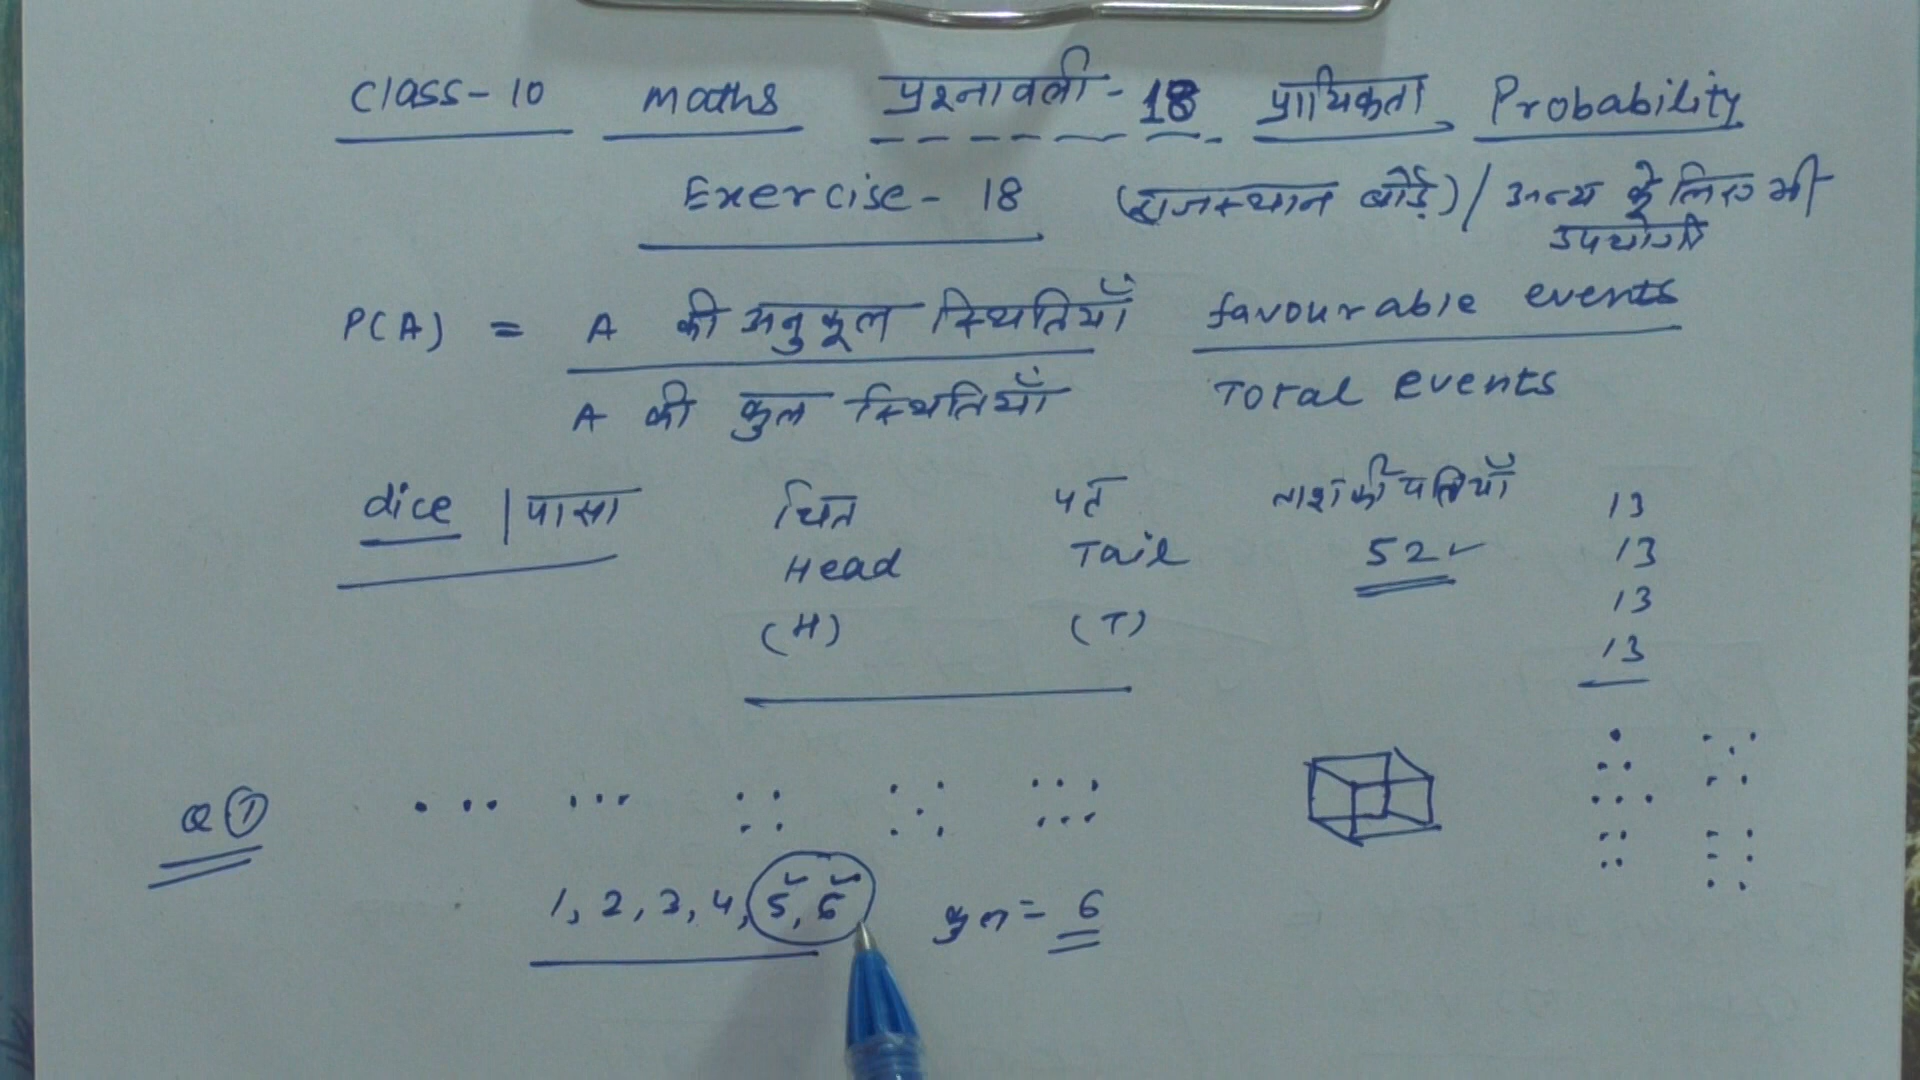 Class-10 maths प्रश्नावली-18 प्रायिकता Probability
Exercise-18 (राजस्थान बोर्ड)/अन्य के लिए भी उपयोगी
P(A) = A की अनुकूल स्थितियाँ favourable events
A की कुल स्थितियाँ Total events
dice | पासा चित पट ताश की पत्तियाँ 13
Head Tail 52 ✓ 13
(H) (T) 13
13
Q ①
1, 2, 3, 4, 5, 6 कुल = 6